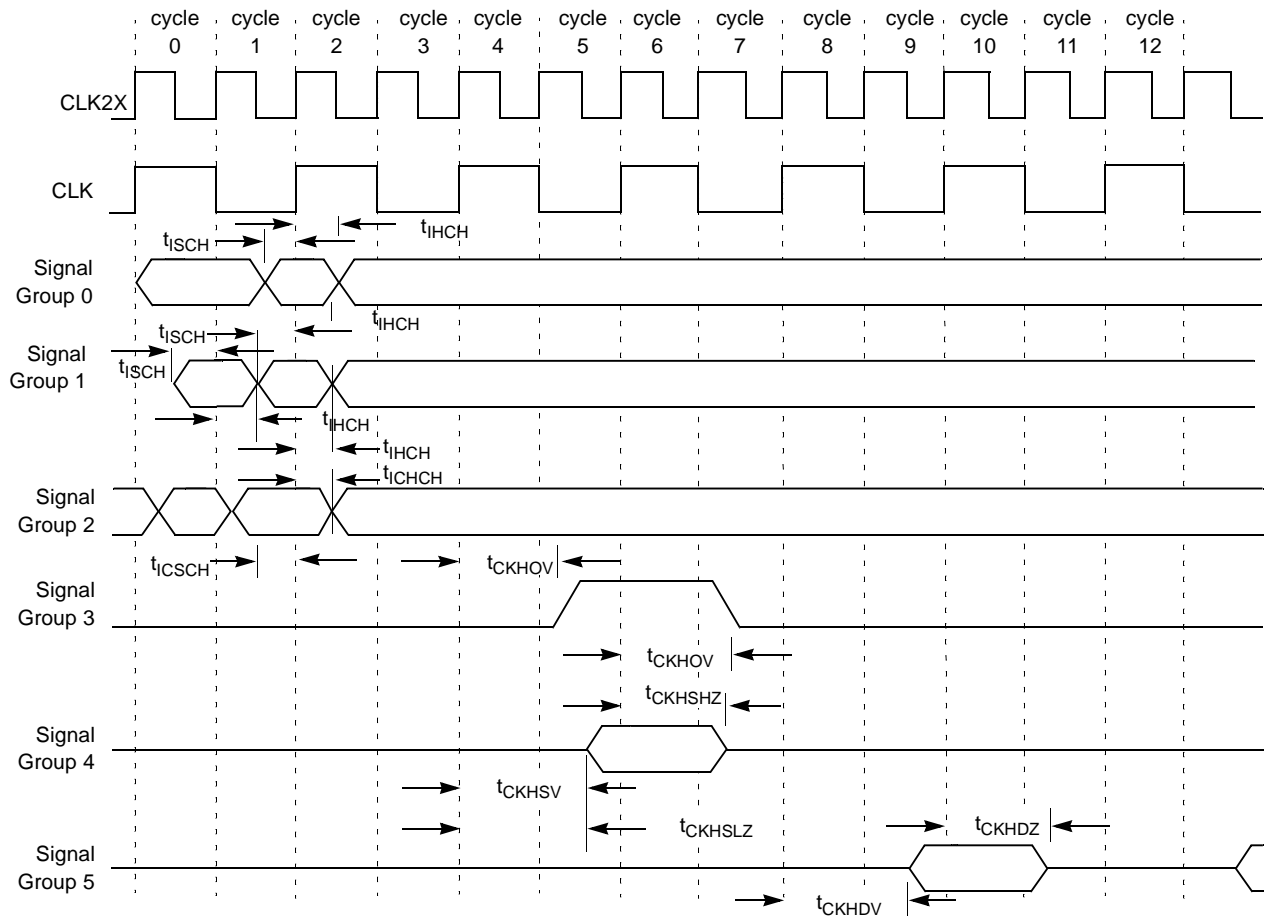 cycle cycle cycle cycle cycle cycle cycle cycle cycle cycle cycle cycle cycle
0 1 2 3 4 5 6 7 8 9 10 11 12
CLK2X
CLK
tIHCH
tISCH
Signal
Group 0
tIHCH
tISCH
Signal
Group 1
tISCH
tIHCH
tIHCH
tICHCH
Signal
Group 2
tICSCH
tCKHOV
Signal
Group 3
tCKHOV
tCKHSHZ
Signal
Group 4
tCKHSV
tCKHSLZ
tCKHDZ
Signal
Group 5
tCKHDV